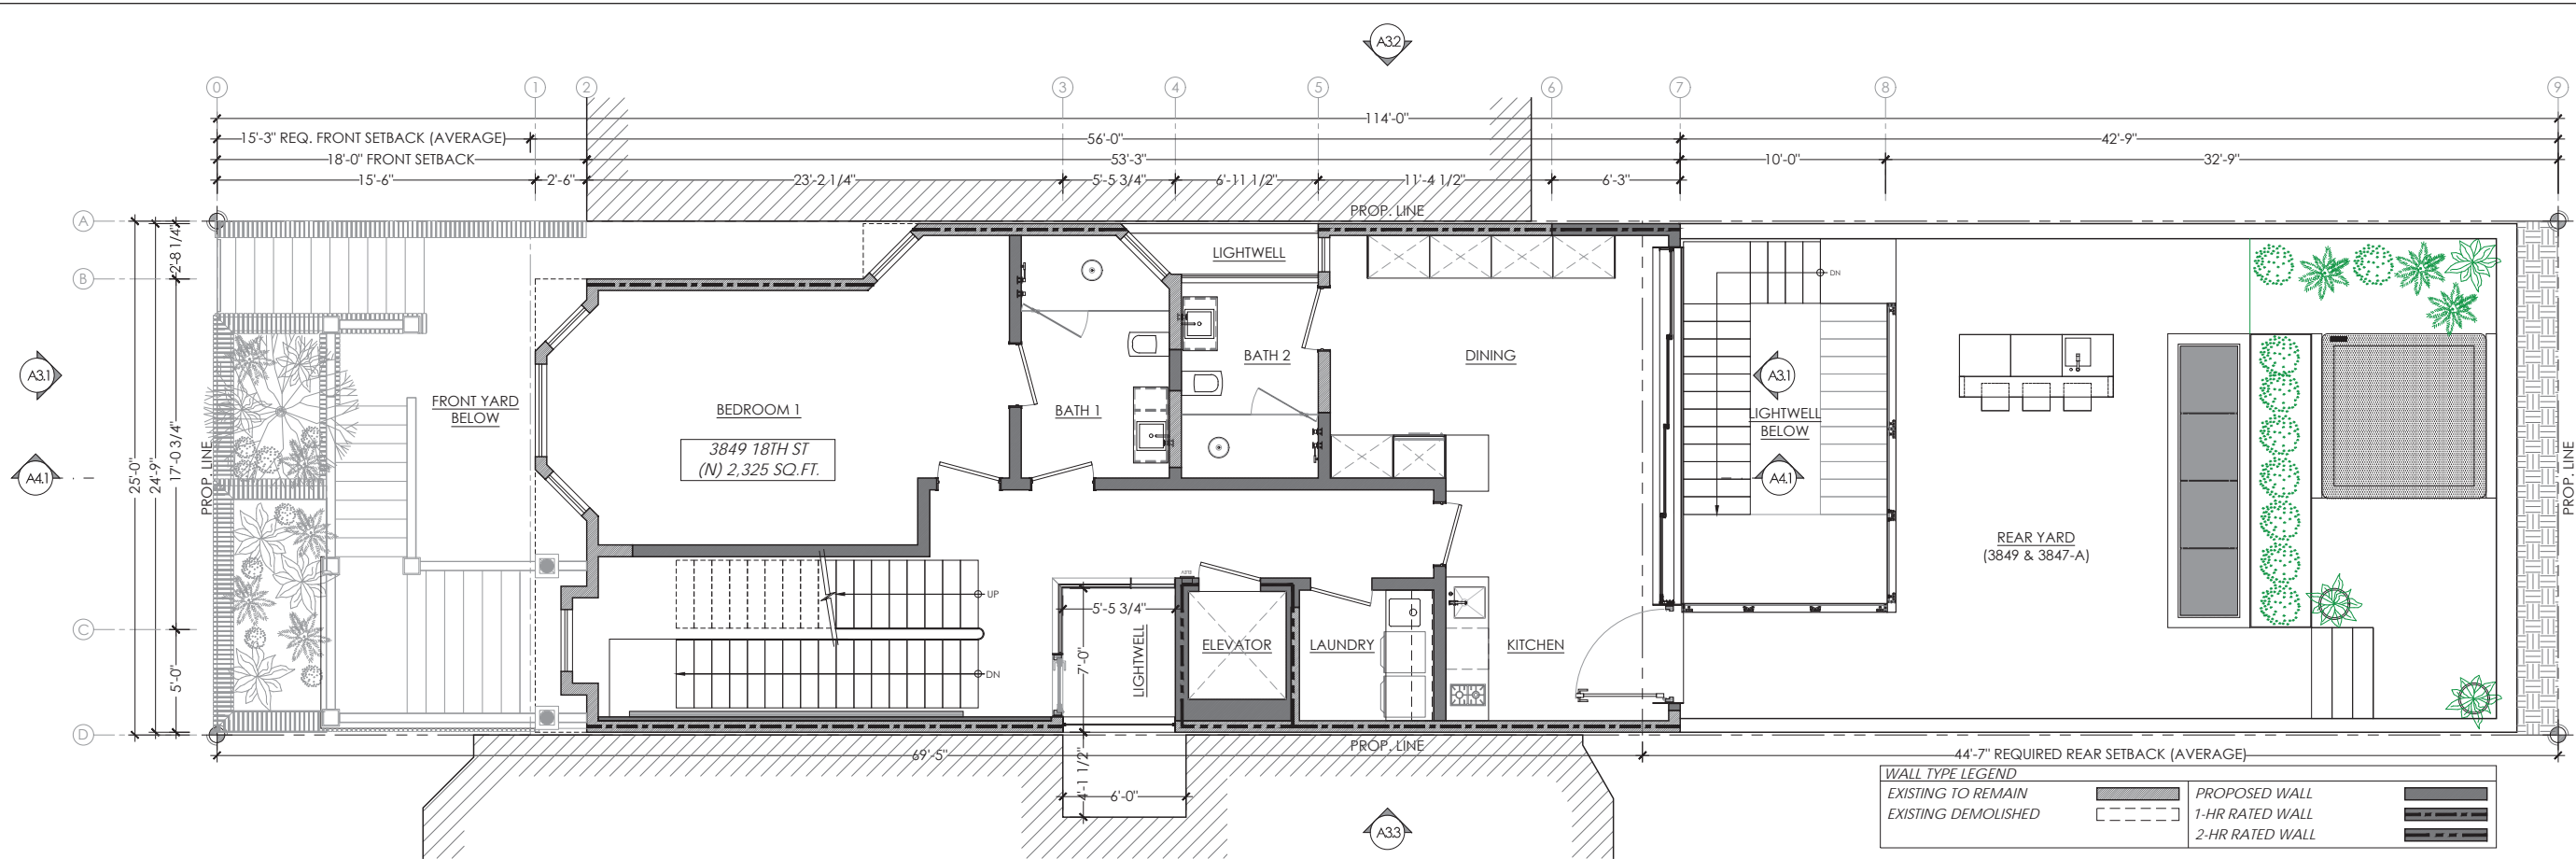 A3.2
0
1
2
3
4
5
6
7
8
9
114'-0"
15'-3" REQ. FRONT SETBACK (AVERAGE)
56'-0"
42'-9"
18'-0" FRONT SETBACK
53'-3"
10'-0"
32'-9"
15'-6"
2'-6"
23'-2 1/4"
5'-5 3/4"
6'-11 1/2"
11'-4 1/2"
6'-3"
A
B
C
D
PROP. LINE
2'-8 1/4"
25'-0"
24'-9"
17'-0 3/4"
5'-0"
PROP. LINE
A3.1
A4.1
FRONT YARD
BELOW
BEDROOM 1
3849 18TH ST
(N) 2,325 SQ.FT.
BATH 1
LIGHTWELL
BATH 2
DINING
DN
A3.1
LIGHTWELL
BELOW
A4.1
REAR YARD
(3849 & 3847-A)
PROP. LINE
UP
DN
5'-5 3/4"
7'-0"
LIGHTWELL
ELEVATOR
LAUNDRY
KITCHEN
PROP. LINE
69'-5"
44'-7" REQUIRED REAR SETBACK (AVERAGE)
4'-1 1/2"
6'-0"
A3.3
WALL TYPE LEGEND
EXISTING TO REMAIN
PROPOSED WALL
EXISTING DEMOLISHED
1-HR RATED WALL
2-HR RATED WALL